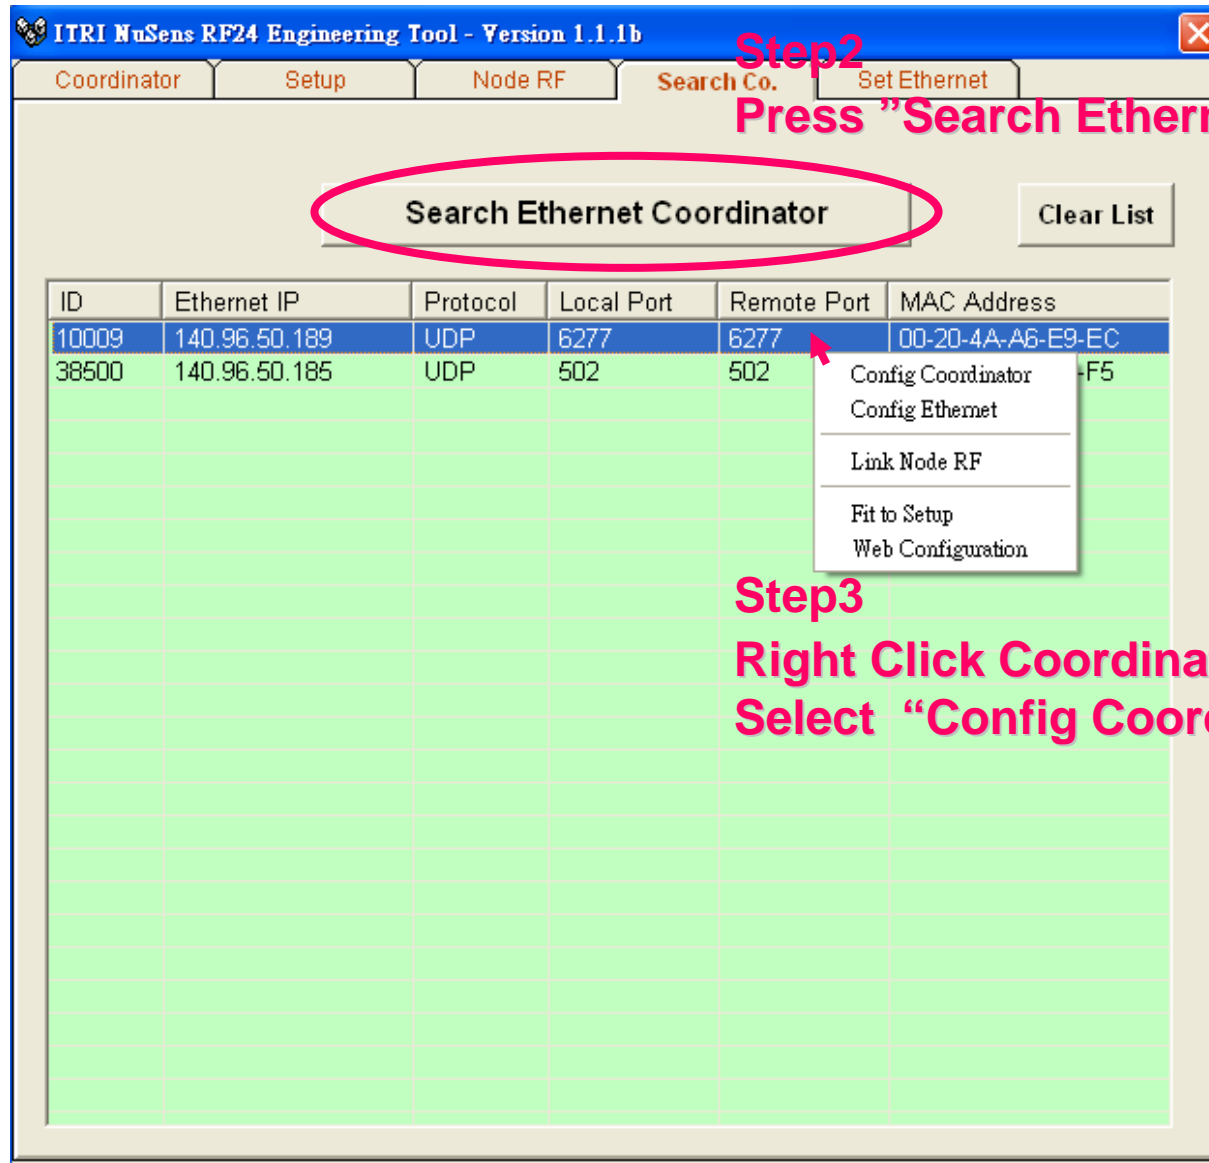 ITRI NuSens RF24 Engineering Tool - Version 1.1.1b
Step2
Coordinator Setup Node RF Search Co. Set Ethernet
Press ”Search Ethern
Search Ethernet Coordinator Clear List
ID Ethernet IP Protocol Local Port Remote Port MAC Address
10009 140.96.50.189 UDP 6277 6277 00-20-4A-A6-E9-EC
38500 140.96.50.185 UDP 502 502 -F5
Config Coordinator
Config Ethernet
Link Node RF
Fit to Setup
Web Configuration
Step3
Right Click Coordina
Select “Config Coor